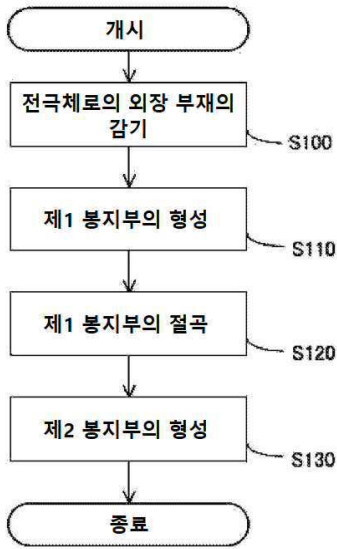 개시
전극체로의 외장 부재의
감기
S100
제1 봉지부의 형성
S110
제1 봉지부의 절곡
S120
제2 봉지부의 형성
S130
종료